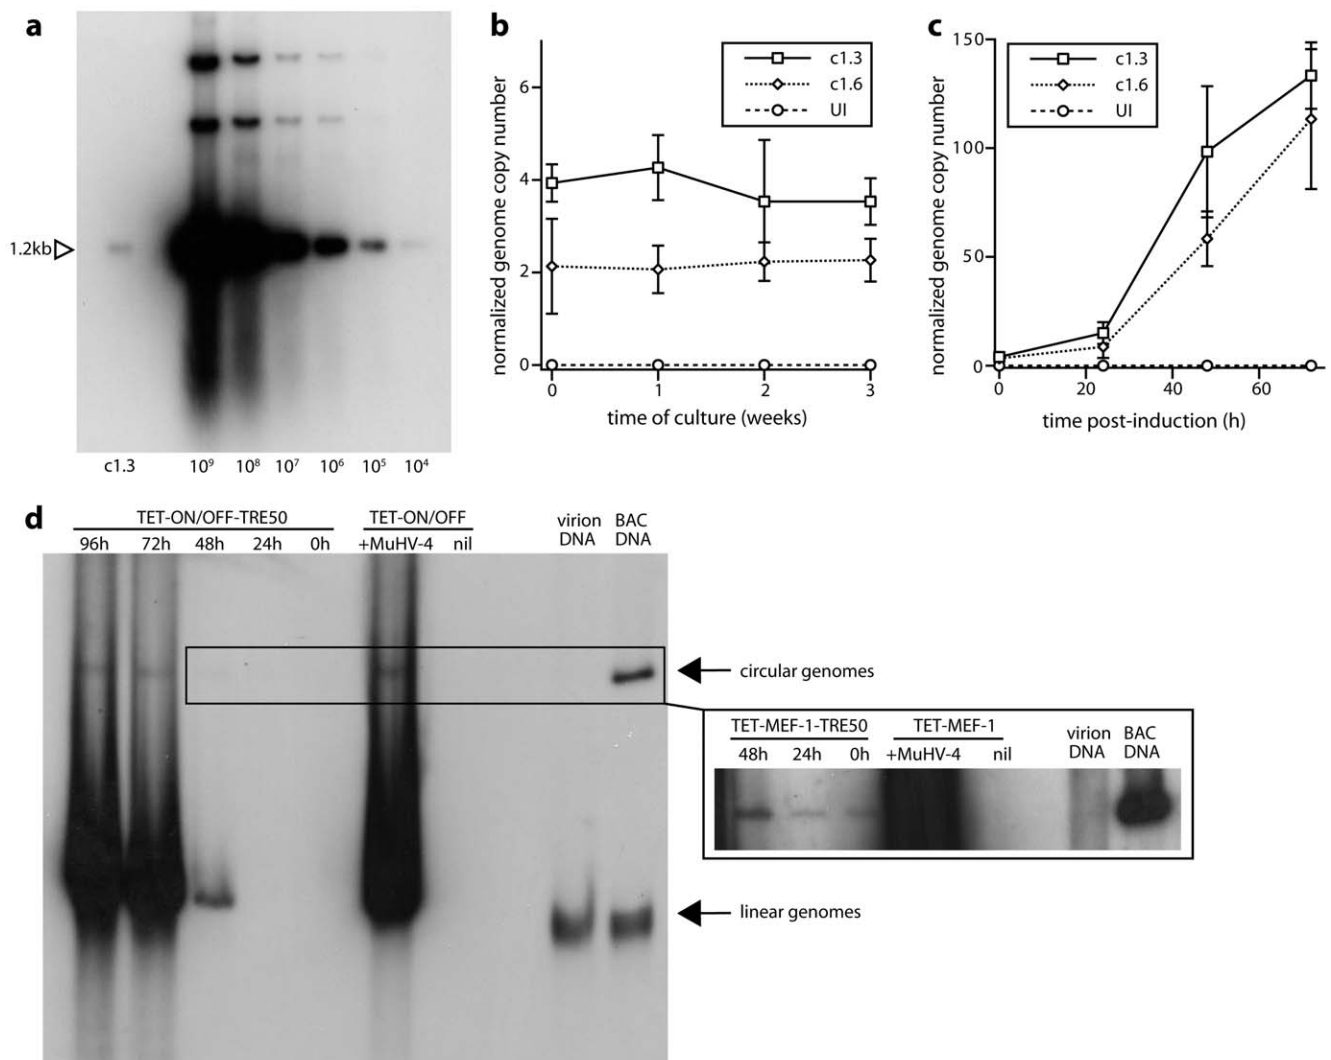 a
1.2kb
c1.3 10⁹ 10⁸ 10⁷ 10⁶ 10⁵ 10⁴
b
normalized genome copy number
6
4
2
0
c1.3
c1.6
UI
0 1 2 3
time of culture (weeks)
c
normalized genome copy number
150
100
50
0
c1.3
c1.6
UI
0 20 40 60
time post-induction (h)
d
TET-ON/OFF-TRE50
96h 72h 48h 24h 0h
TET-ON/OFF
+MuHV-4 nil
virion
DNA
BAC
DNA
circular genomes
TET-MEF-1-TRE50
48h 24h 0h
TET-MEF-1
+MuHV-4 nil
virion
DNA
BAC
DNA
linear genomes